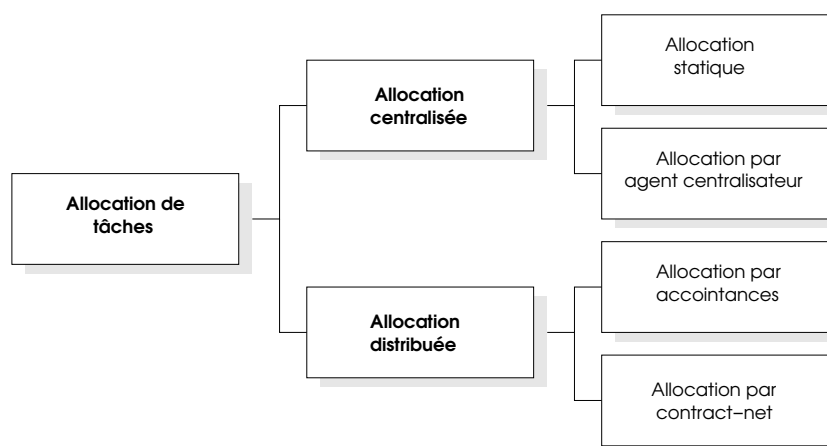 Allocation de
tâches
Allocation
centralisée
Allocation
statique
Allocation par
agent centralisateur
Allocation
distribuée
Allocation par
accointances
Allocation par
contract–net